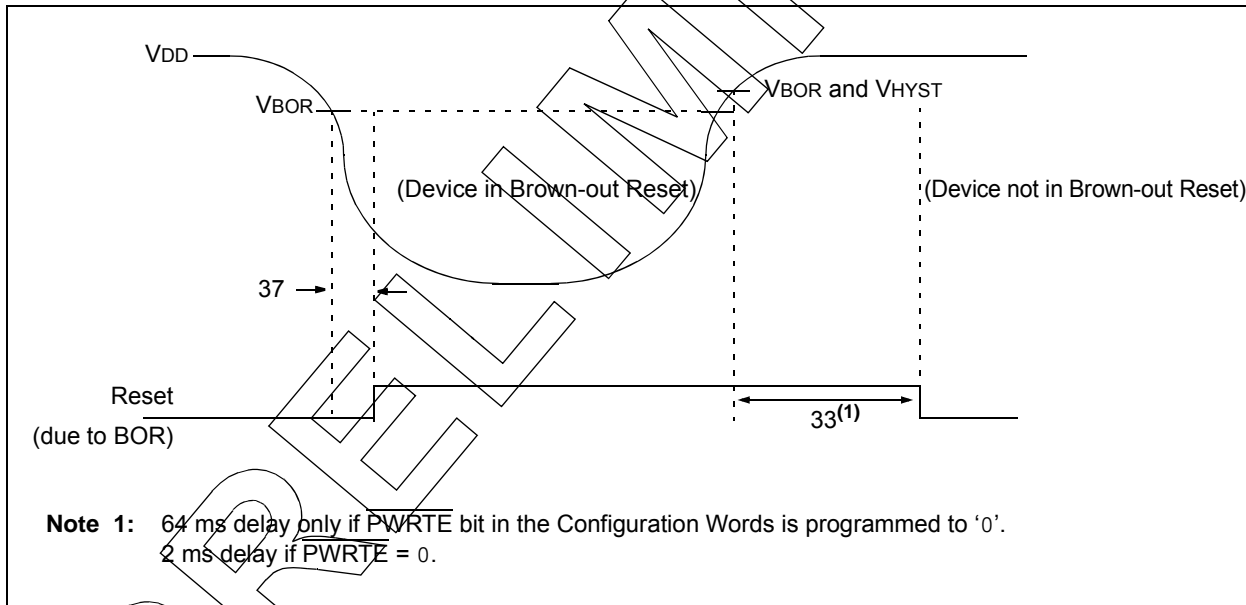 VDD
VBOR
VBOR and VHYST
(Device in Brown-out Reset)
(Device not in Brown-out Reset)
37
Reset
(due to BOR)
33(1)
Note 1: 64 ms delay only if PWRTE bit in the Configuration Words is programmed to ‘0’.
2 ms delay if PWRTE = 0.
PRELIM